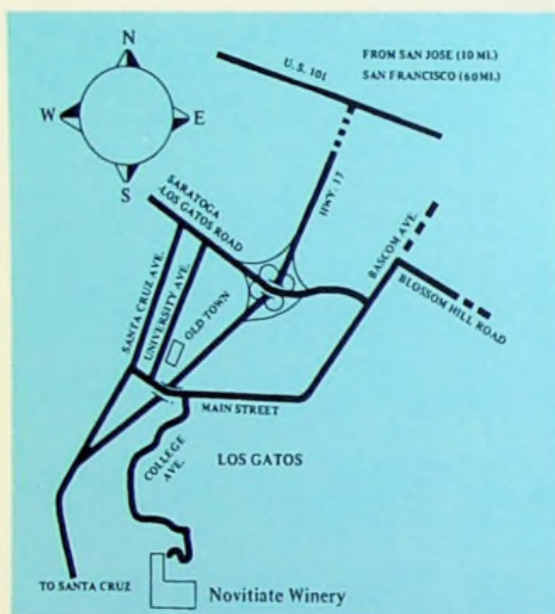 N
W
E
S
U.S. 101
FROM SAN JOSE (10 MI.)
SAN FRANCISCO (60 MI.)
HWY. 17
SARATOGA
-LOS GATOS ROAD
BASCOM AVE.
BLOSSOM HILL ROAD
SANTA CRUZ AVE.
UNIVERSITY AVE.
OLD TOWN
MAIN STREET
COLLEGE
AVE.
LOS GATOS
TO SANTA CRUZ
Novitiate Winery